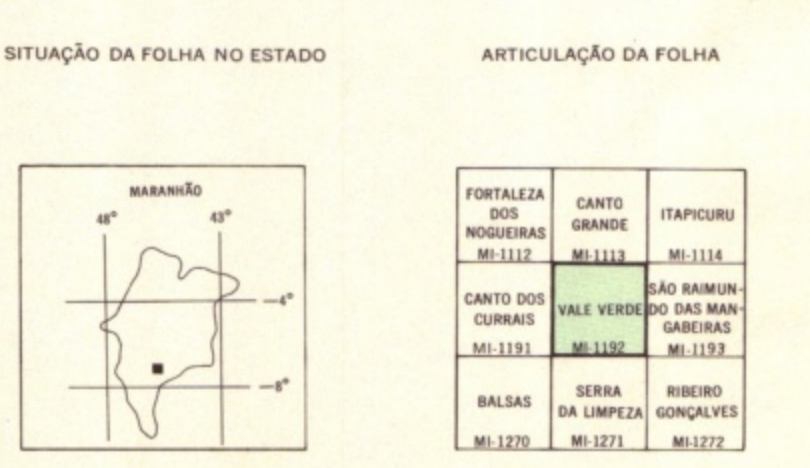 SITUAÇÃO DA FOLHA NO ESTADO
MARANHÃO
48°
43°
4°
8°
ARTICULAÇÃO DA FOLHA
FORTALEZA
DOS
NOGUEIRAS
MI-1112
CANTO
GRANDE
MI-1113
ITAPICURU
MI-1114
CANTO DOS
CURRAIS
MI-1191
VALE VERDE
MI-1192
SÃO RAIMUN-
DO DAS MAN-
GABEIRAS
MI-1193
BALSAS
MI-1270
SERRA
DA LIMPEZA
MI-1271
RIBEIRO
GONÇALVES
MI-1272